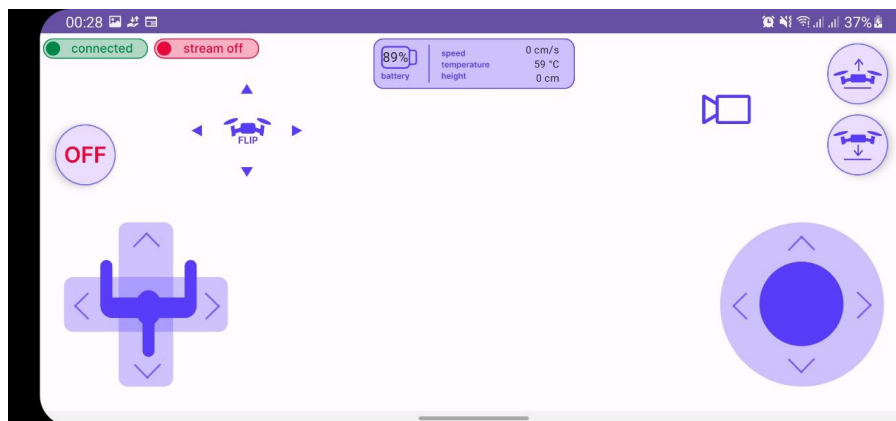 00:28 37%
connected stream off
89% battery
speed 0 cm/s
temperature 59 °C
height 0 cm
FLIP
OFF